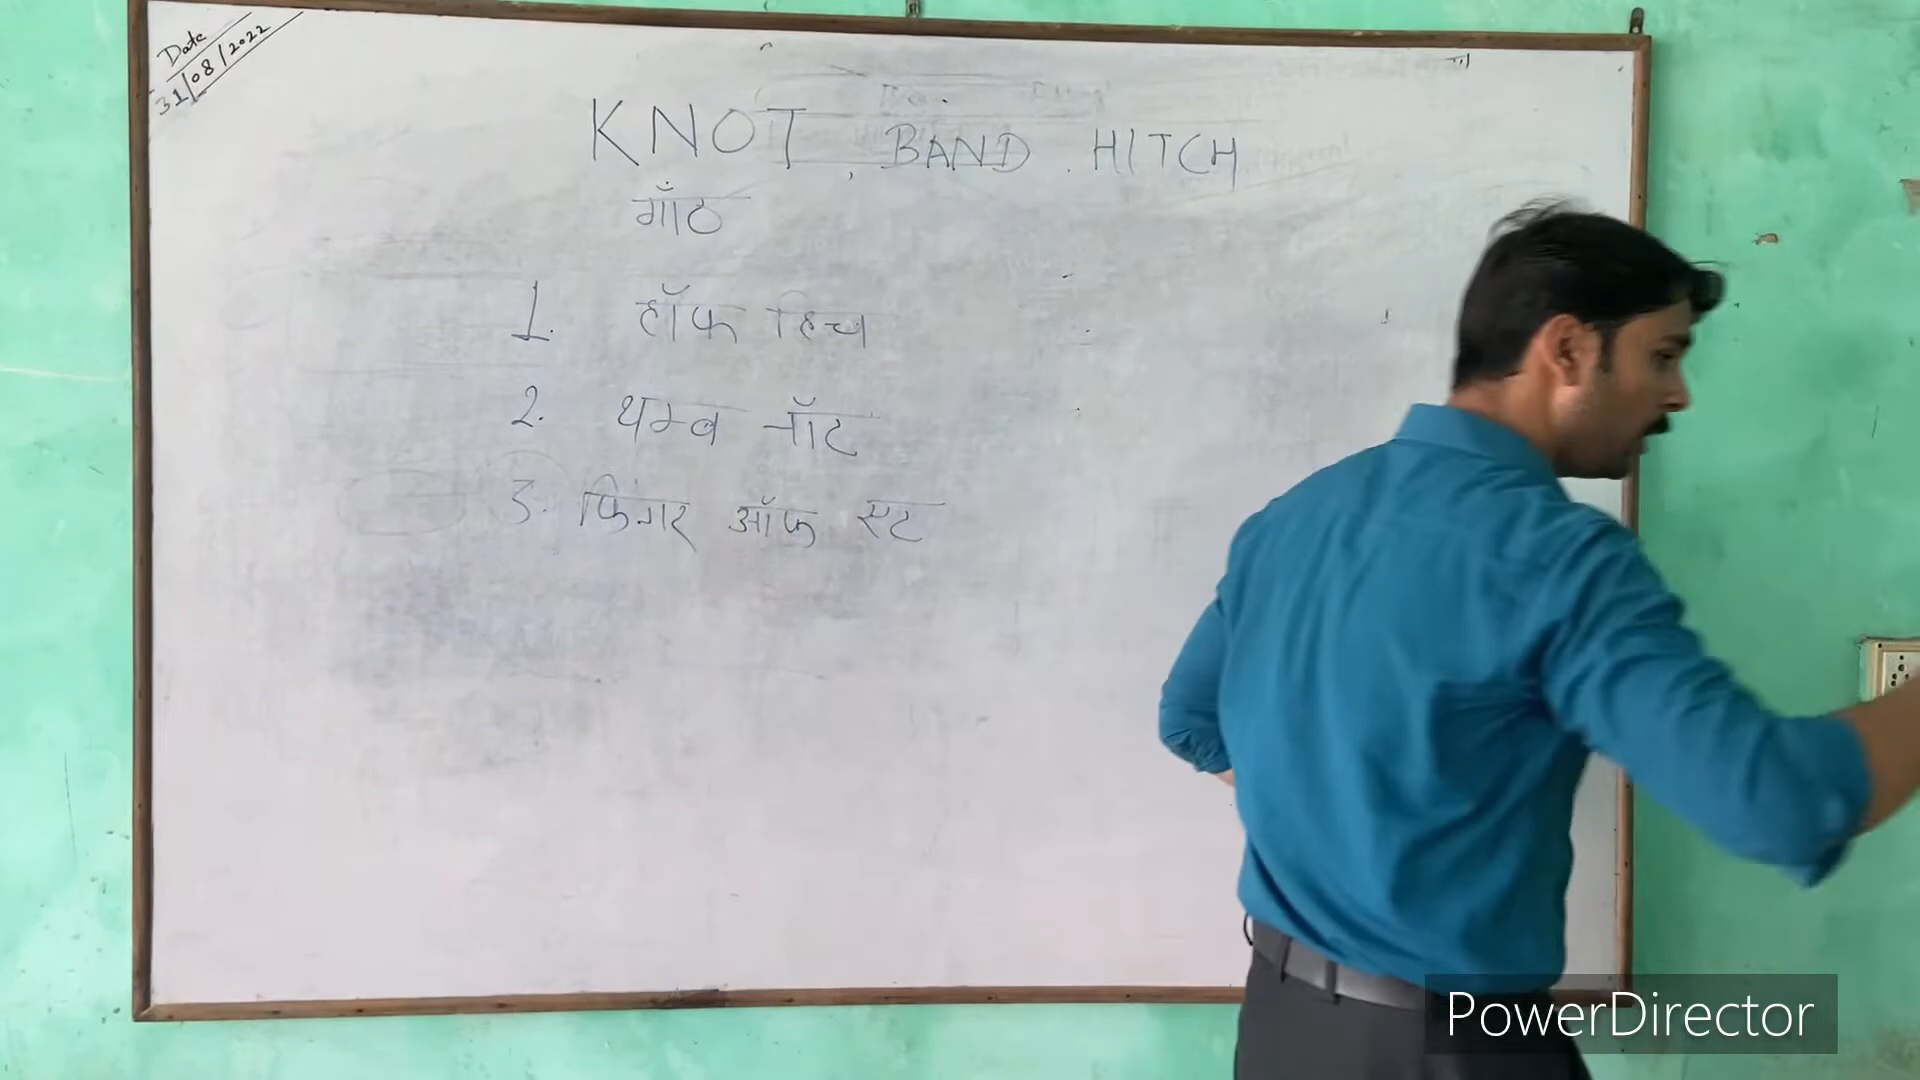 Date
31/08/2022
KNOT, BAND. HITCH
गाँठ
1. हॉफ हिच
2. थम्ब नॉट
3. फिंगर ऑफ एट
PowerDirector